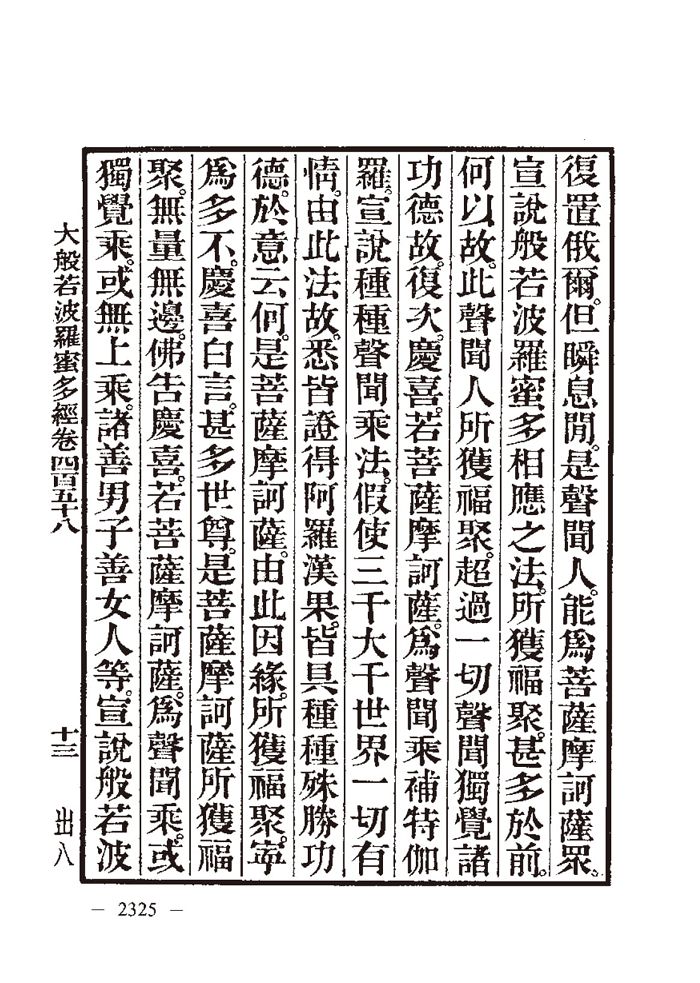 復置俄爾。但瞬息閒。是聲聞人。能爲菩薩摩訶薩眾。
宣說般若波羅蜜多相應之法。所獲福聚。甚多於前。
何以故。此聲聞人所獲福聚。超過一切聲聞獨覺諸
功德故。復次。慶喜。若菩薩摩訶薩。爲聲聞乘補特伽
羅。宣說種種聲聞乘法。假使三千大千世界一切有
情。由此法故。悉皆證得阿羅漢果。皆具種種殊勝功
德。於意云何。是菩薩摩訶薩。由此因緣。所獲福聚。寧
爲多不。慶喜白言。甚多世尊。是菩薩摩訶薩所獲福
聚。無量無邊。佛告慶喜。若菩薩摩訶薩。爲聲聞乘。或
獨覺乘。或無上乘。諸善男子善女人等。宣說般若波
大般若波羅蜜多經卷四百五十八 十三 出八
— 2325 —